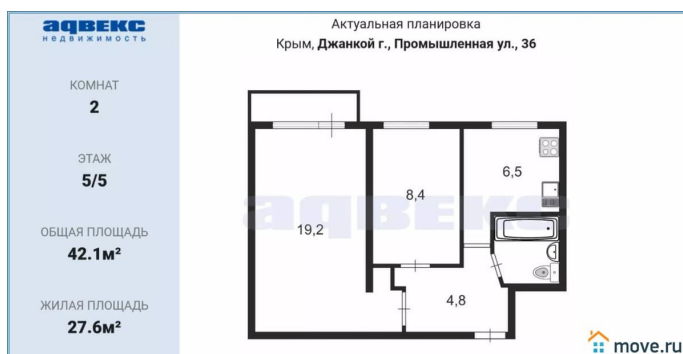 адвекс
недвижимость
КОМНАТ
2
ЭТАЖ
5/5
ОБЩАЯ ПЛОЩАДЬ
42.1м²
ЖИЛАЯ ПЛОЩАДЬ
27.6м²
Актуальная планировка
Крым, Джанкой г., Промышленная ул., 36
адвекс
19,2
8,4
6,5
4,8
move.ru